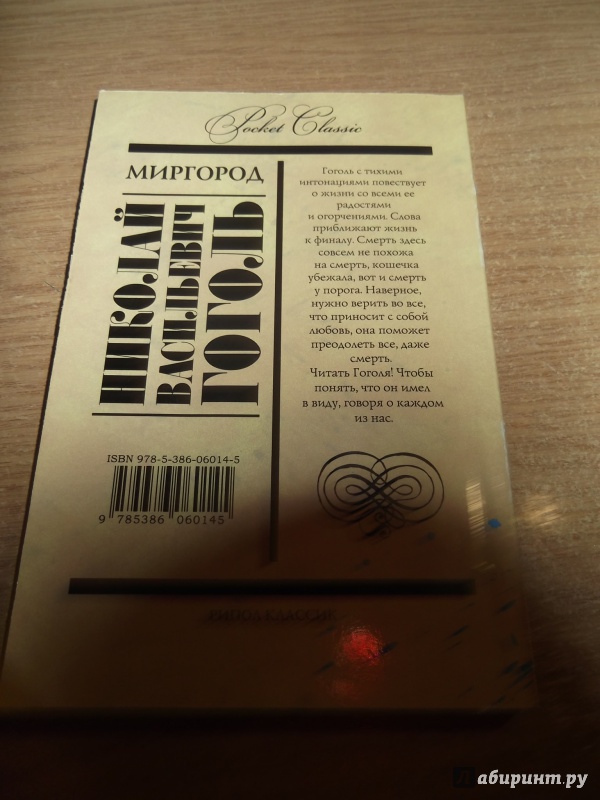 Pocket Classic
МИРГОРОД
НИКОЛАЙ
ВАСИЛЬЕВИЧ
ГОГОЛЬ
Гоголь с тихими
интонациями повествует
о жизни со всеми ее
радостями
и огорчениями. Слова
приближают жизнь
к финалу. Смерть здесь
совсем не похожа
на смерть, кошечка
убежала, вот и смерть
у порога. Наверное,
нужно верить во все,
что приносит с собой
любовь, она поможет
преодолеть все, даже
смерть.
Читать Гоголя! Чтобы
понять, что он имел
в виду, говоря о каждом
из нас.
ISBN 978-5-386-06014-5
9 785386 060145
РИПОЛ КЛАССИК
Лабиринт.ру